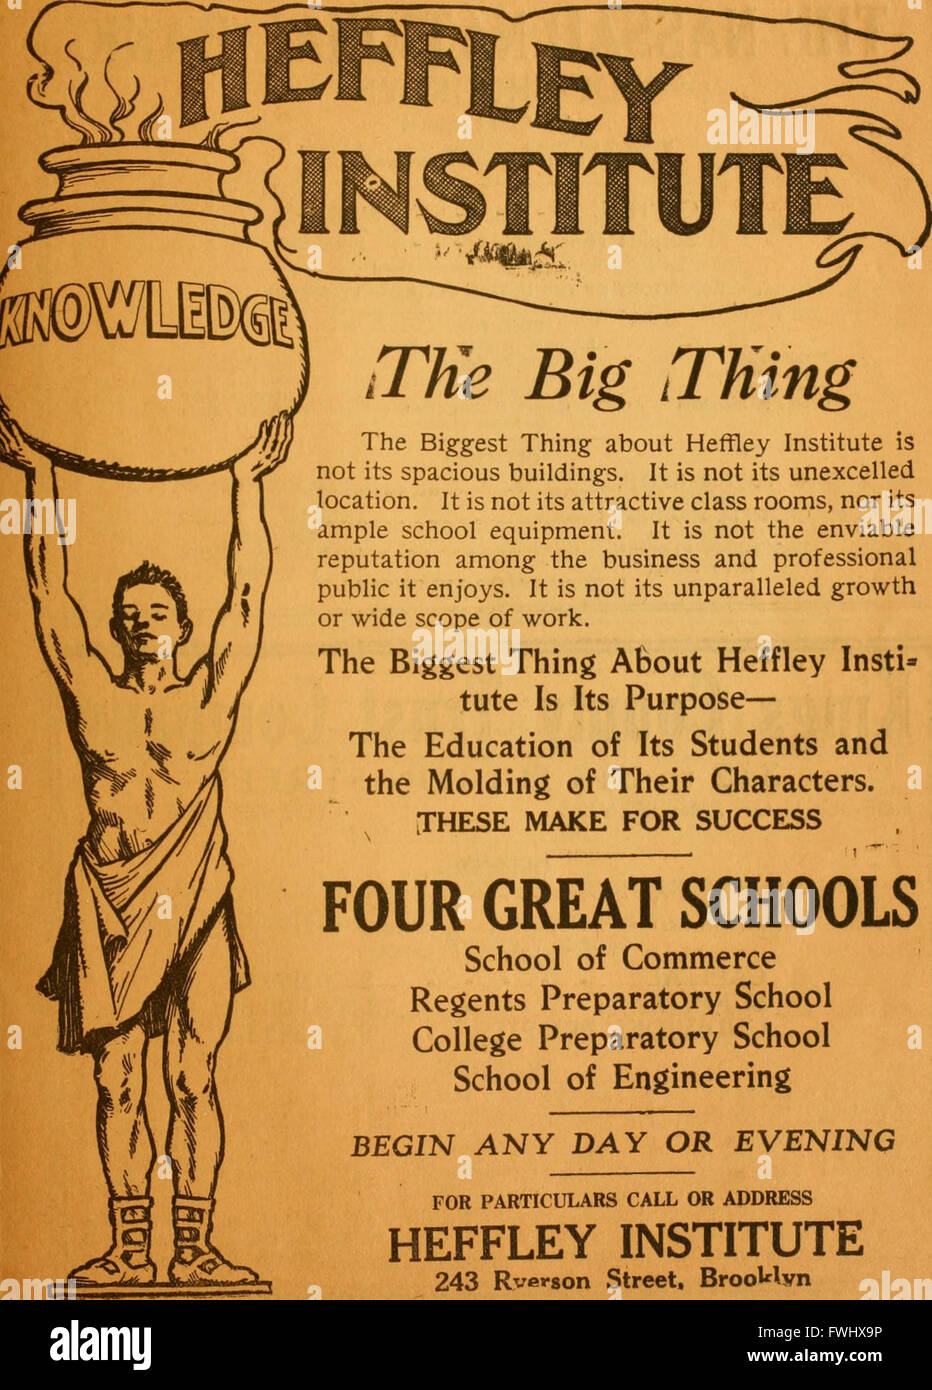 HEFFLEY
INSTITUTE
KNOWLEDGE
The Big Thing
The Biggest Thing about Heffley Institute is
not its spacious buildings. It is not its unexcelled
location. It is not its attractive class rooms, nor its
ample school equipment. It is not the enviable
reputation among the business and professional
public it enjoys. It is not its unparalleled growth
or wide scope of work.
The Biggest Thing About Heffley Insti-
tute Is Its Purpose—
The Education of Its Students and
the Molding of Their Characters.
THESE MAKE FOR SUCCESS
FOUR GREAT SCHOOLS
School of Commerce
Regents Preparatory School
College Preparatory School
School of Engineering
BEGIN ANY DAY OR EVENING
FOR PARTICULARS CALL OR ADDRESS
HEFFLEY INSTITUTE
243 Ryerson Street, Brooklyn
alamy
Image ID: FWHX9P
www.alamy.com